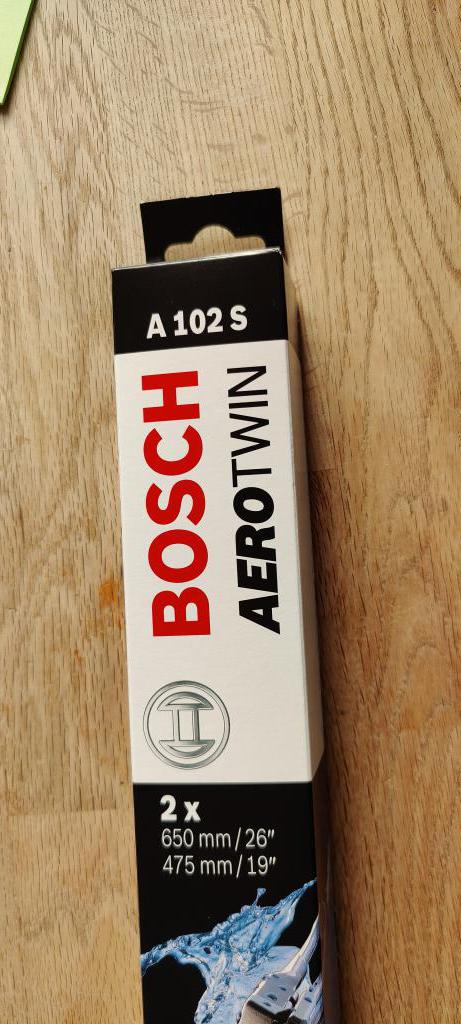 A 102 S
BOSCH
AEROTWIN
2 x
650 mm / 26"
475 mm / 19"